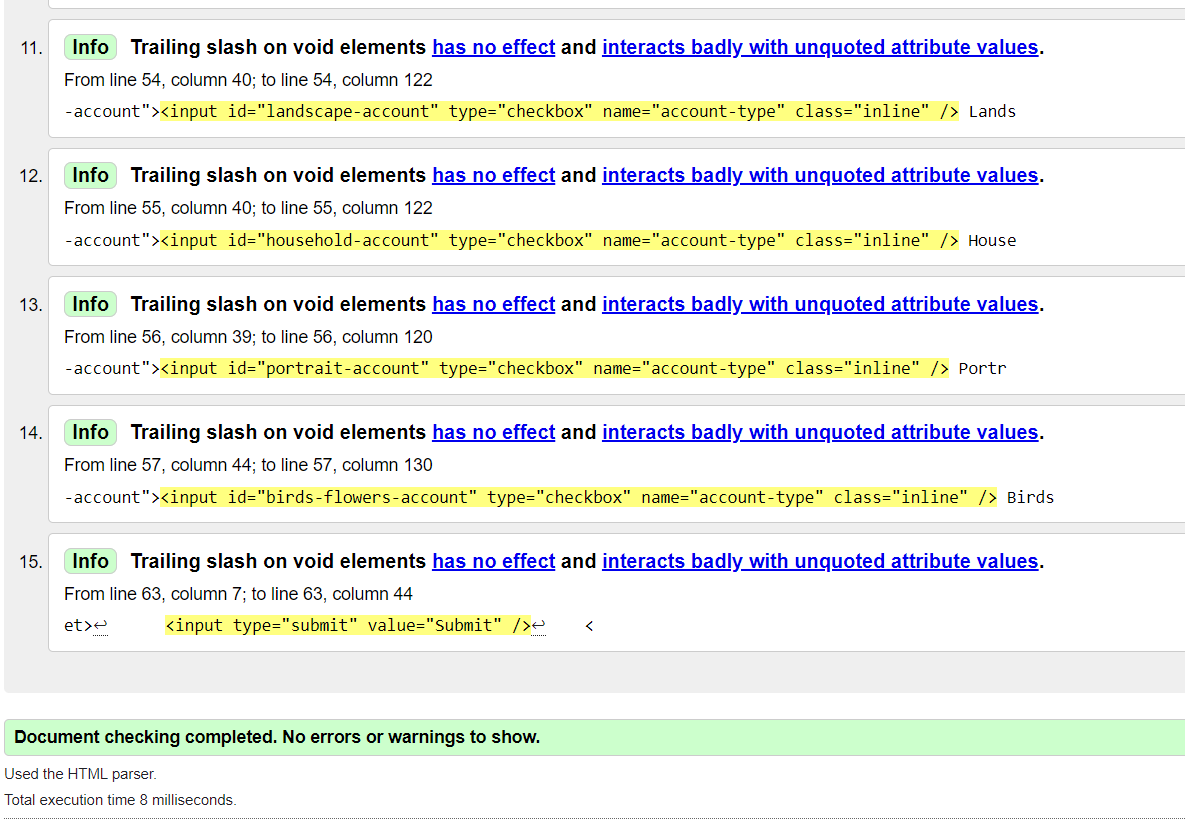 11. Info Trailing slash on void elements has no effect and interacts badly with unquoted attribute values.
From line 54, column 40; to line 54, column 122
-account"><input id="landscape-account" type="checkbox" name="account-type" class="inline" /> Lands
12. Info Trailing slash on void elements has no effect and interacts badly with unquoted attribute values.
From line 55, column 40; to line 55, column 122
-account"><input id="household-account" type="checkbox" name="account-type" class="inline" /> House
13. Info Trailing slash on void elements has no effect and interacts badly with unquoted attribute values.
From line 56, column 39; to line 56, column 120
-account"><input id="portrait-account" type="checkbox" name="account-type" class="inline" /> Portr
14. Info Trailing slash on void elements has no effect and interacts badly with unquoted attribute values.
From line 57, column 44; to line 57, column 130
-account"><input id="birds-flowers-account" type="checkbox" name="account-type" class="inline" /> Birds
15. Info Trailing slash on void elements has no effect and interacts badly with unquoted attribute values.
From line 63, column 7; to line 63, column 44
et>↩ <input type="submit" value="Submit" />↩ <
Document checking completed. No errors or warnings to show.
Used the HTML parser.
Total execution time 8 milliseconds.